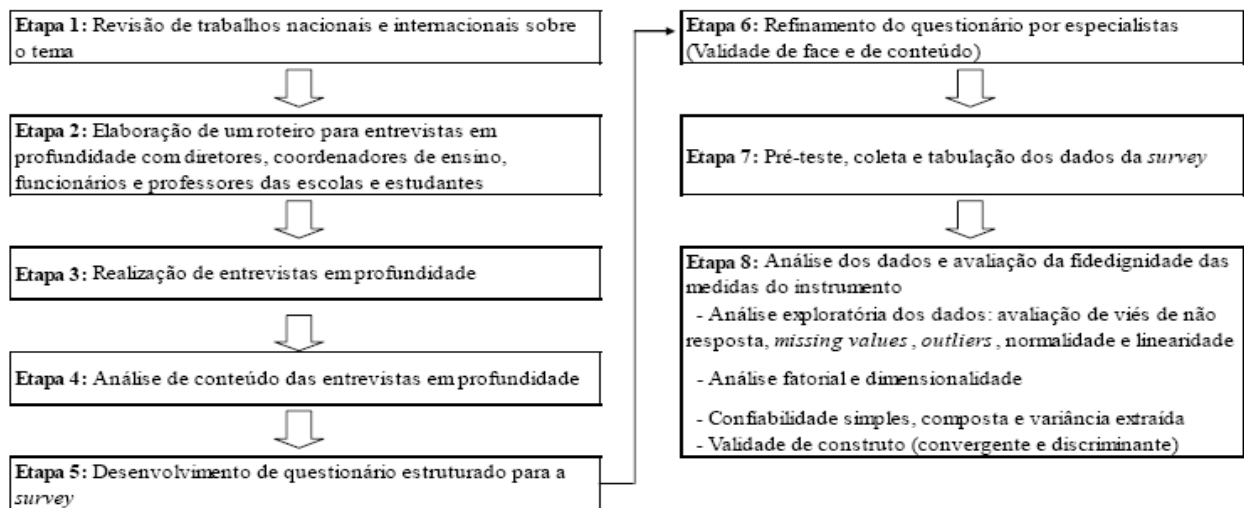 Etapa 1: Revisão de trabalhos nacionais e internacionais sobre
o tema
Etapa 2: Elaboração de um roteiro para entrevistas em
profundidade com diretores, coordenadores de ensino,
funcionários e professores das escolas e estudantes
Etapa 3: Realização de entrevistas em profundidade
Etapa 4: Análise de conteúdo das entrevistas em profundidade
Etapa 5: Desenvolvimento de questionário estruturado para a
survey
Etapa 6: Refinamento do questionário por especialistas
(Validade de face e de conteúdo)
Etapa 7: Pré-teste, coleta e tabulação dos dados da survey
Etapa 8: Análise dos dados e avaliação da fidedignidade das
medidas do instrumento
- Análise exploratória dos dados: avaliação de viés de não
resposta, missing values, outliers, normalidade e linearidade
- Análise fatorial e dimensionalidade
- Confiabilidade simples, composta e variância extraída
- Validade de construto (convergente e discriminante)